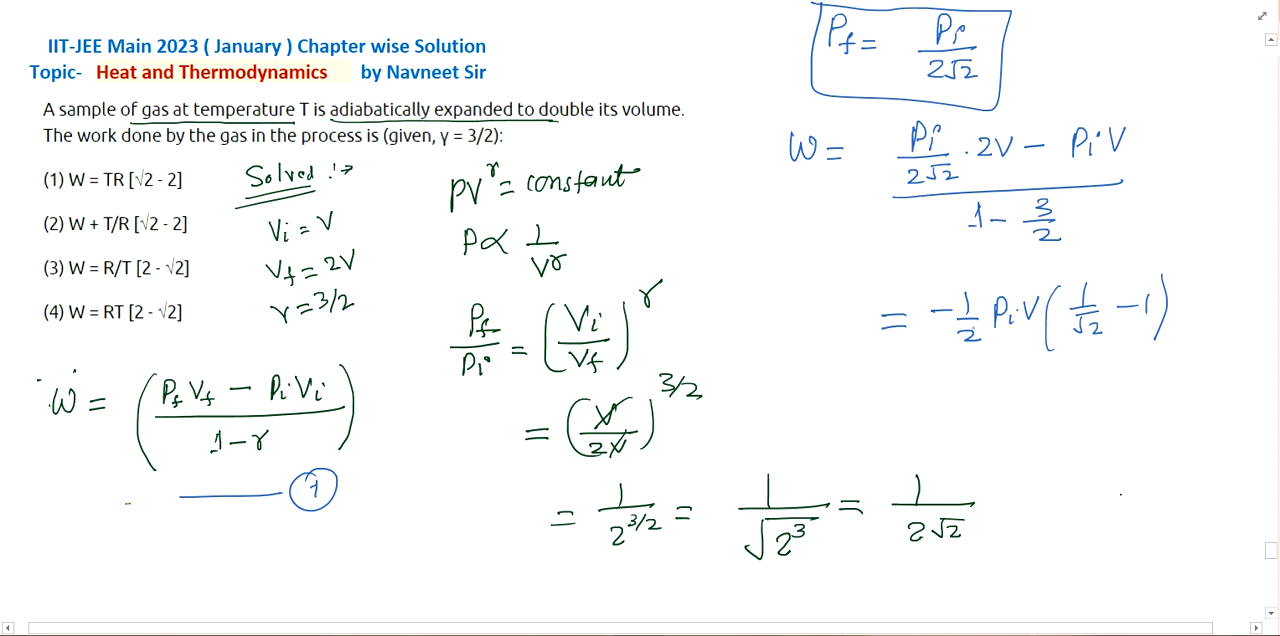 IIT-JEE Main 2023 ( January ) Chapter wise Solution
Topic- Heat and Thermodynamics by Navneet Sir
A sample of gas at temperature T is adiabatically expanded to double its volume.
The work done by the gas in the process is (given, γ = 3/2):
(1) W = TR [√2 - 2]
(2) W + T/R [√2 - 2]
(3) W = R/T [2 - √2]
(4) W = RT [2 - √2]
Solved :→
Vi = V
Vf = 2V
γ = 3/2
W = (Pf Vf − Pi Vi / 1−γ)
1
PV^γ = constant
P ∝ 1/V^γ
Pf/Pi = (Vi/Vf)^γ
= (V/2V)^3/2
= 1/2^3/2 = 1/√2^3 = 1/2√2
Pf = Pi/2√2
W = Pi/2√2 · 2V − Pi V / 1 − 3/2
= −1/2 Pi V (1/√2 − 1)